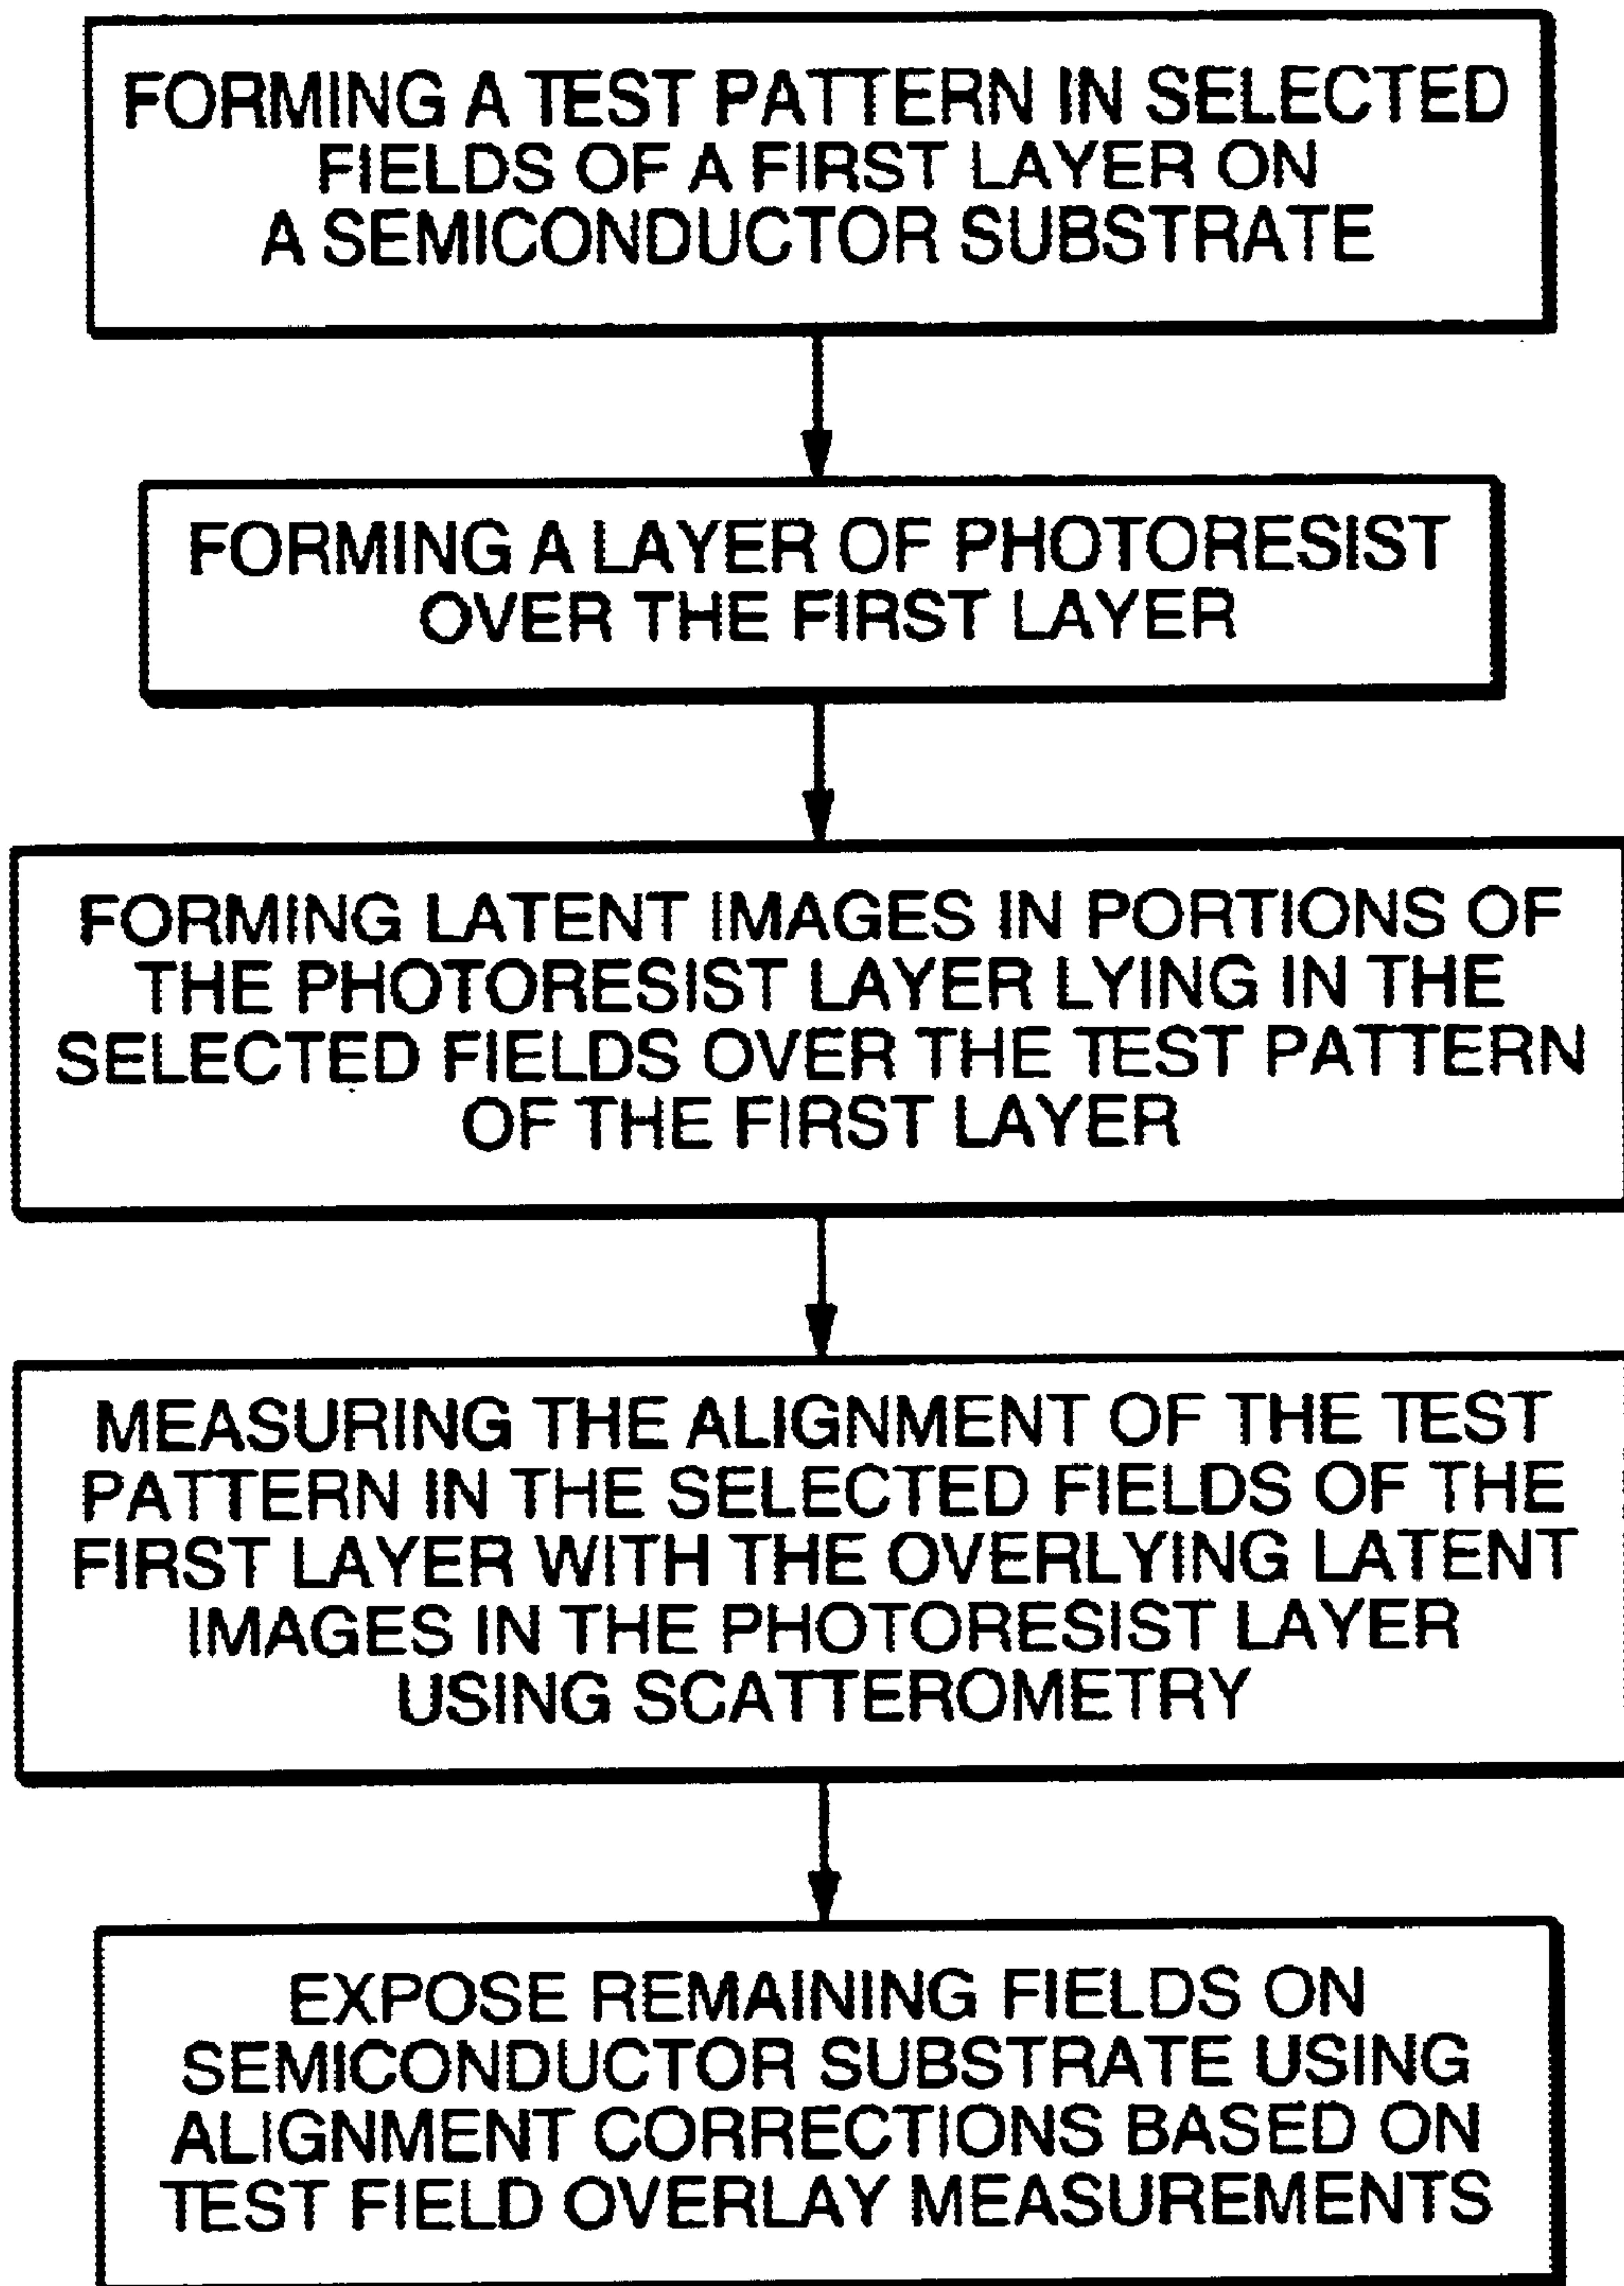 FORMING A TEST PATTERN IN SELECTED
FIELDS OF A FIRST LAYER ON
A SEMICONDUCTOR SUBSTRATE
FORMING A LAYER OF PHOTORESIST
OVER THE FIRST LAYER
FORMING LATENT IMAGES IN PORTIONS OF
THE PHOTORESIST LAYER LYING IN THE
SELECTED FIELDS OVER THE TEST PATTERN
OF THE FIRST LAYER
MEASURING THE ALIGNMENT OF THE TEST
PATTERN IN THE SELECTED FIELDS OF THE
FIRST LAYER WITH THE OVERLYING LATENT
IMAGES IN THE PHOTORESIST LAYER
USING SCATTEROMETRY
EXPOSE REMAINING FIELDS ON
SEMICONDUCTOR SUBSTRATE USING
ALIGNMENT CORRECTIONS BASED ON
TEST FIELD OVERLAY MEASUREMENTS